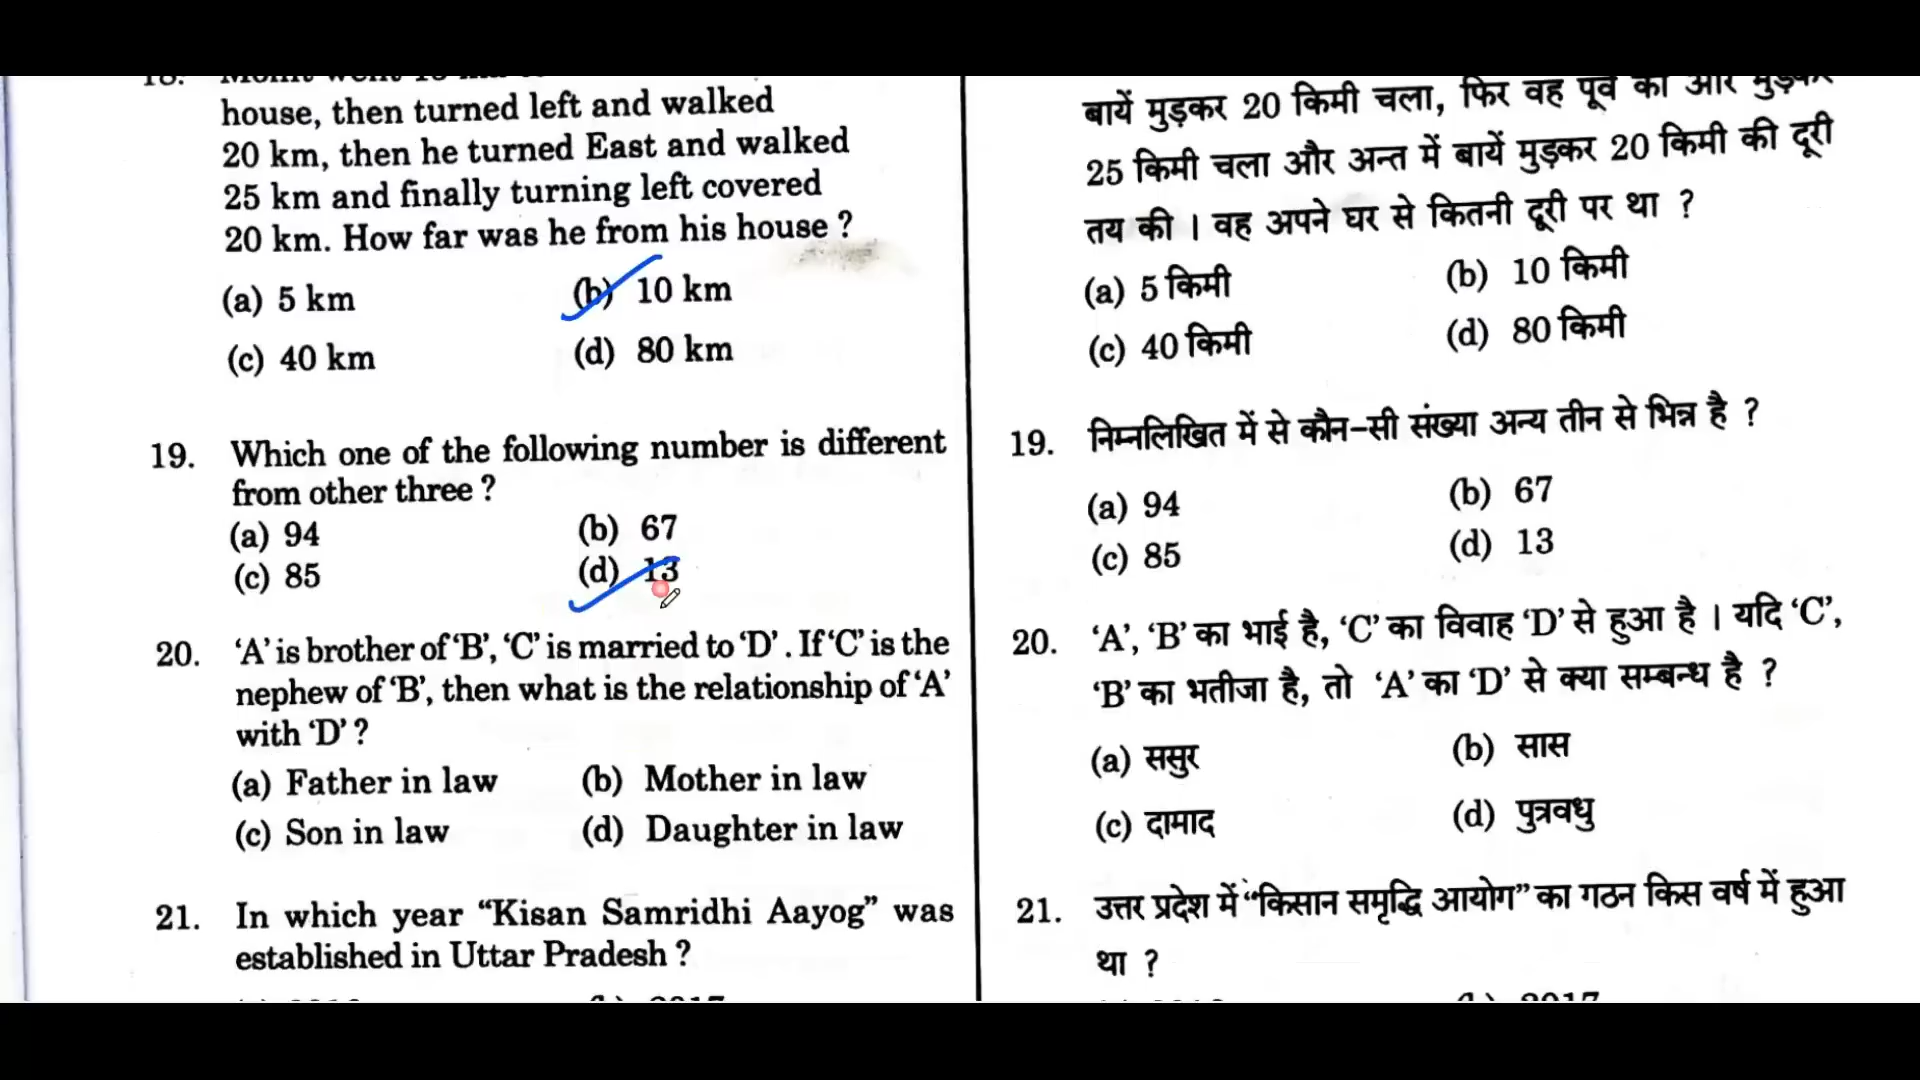 house, then turned left and walked
20 km, then he turned East and walked
25 km and finally turning left covered
20 km. How far was he from his house ?
(a) 5 km (b) 10 km
(c) 40 km (d) 80 km
19. Which one of the following number is different
from other three ?
(a) 94 (b) 67
(c) 85 (d) 13
20. ‘A’ is brother of ‘B’, ‘C’ is married to ‘D’ . If ‘C’ is the
nephew of ‘B’, then what is the relationship of ‘A’
with ‘D’ ?
(a) Father in law (b) Mother in law
(c) Son in law (d) Daughter in law
21. In which year “Kisan Samridhi Aayog” was
established in Uttar Pradesh ?
बायें मुड़कर 20 किमी चला, फिर वह पूर्व की ओर मुड़कर
25 किमी चला और अन्त में बायें मुड़कर 20 किमी की दूरी
तय की । वह अपने घर से कितनी दूरी पर था ?
(a) 5 किमी (b) 10 किमी
(c) 40 किमी (d) 80 किमी
19. निम्नलिखित में से कौन-सी संख्या अन्य तीन से भिन्न है ?
(a) 94 (b) 67
(c) 85 (d) 13
20. ‘A’, ‘B’ का भाई है, ‘C’ का विवाह ‘D’ से हुआ है । यदि ‘C’,
‘B’ का भतीजा है, तो ‘A’ का ‘D’ से क्या सम्बन्ध है ?
(a) ससुर (b) सास
(c) दामाद (d) पुत्रवधु
21. उत्तर प्रदेश में “किसान समृद्धि आयोग” का गठन किस वर्ष में हुआ
था ?